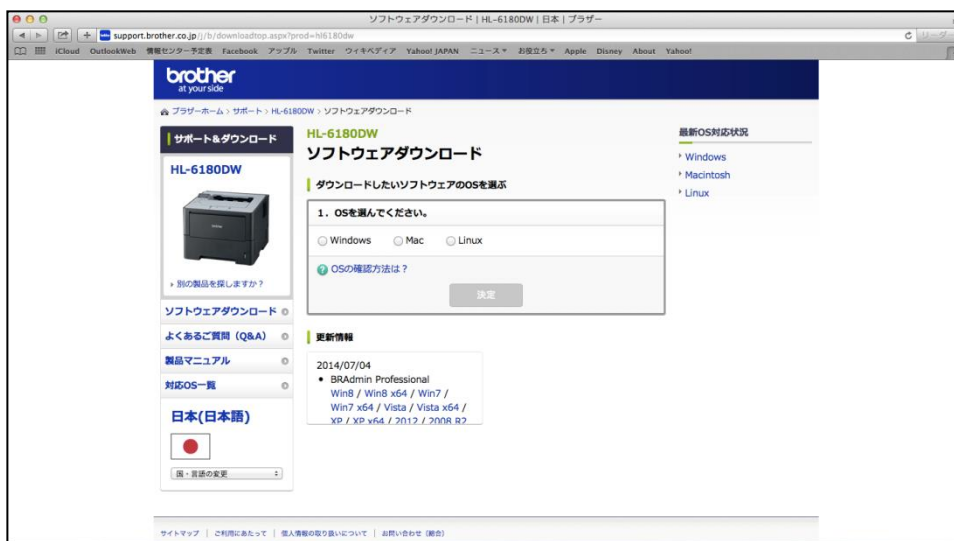 ソフトウェアダウンロード | HL-6180DW | 日本 | ブラザー
support.brother.co.jp/j/b/downloadtop.aspx?prod=hl6180dw
iCloud OutlookWeb 情報センター予定表 Facebook アップル Twitter ウィキペディア Yahoo! JAPAN ニュース お役立ち Apple Disney About Yahoo!
brother
at your side
ブラザーホーム > サポート > HL-6180DW > ソフトウェアダウンロード
サポート&ダウンロード
HL-6180DW
別の製品を探しますか?
ソフトウェアダウンロード
よくあるご質問 (Q&A)
製品マニュアル
対応OS一覧
日本(日本語)
国・言語の変更
HL-6180DW
ソフトウェアダウンロード
ダウンロードしたいソフトウェアのOSを選ぶ
1. OSを選んでください。
Windows Mac Linux
OSの確認方法は?
決定
更新情報
2014/07/04
• BRAdmin Professional
Win8 / Win8 x64 / Win7 /
Win7 x64 / Vista / Vista x64 /
XP / XP x64 / 2012 / 2008 R2
最新OS対応状況
Windows
Macintosh
Linux
サイトマップ | ご利用にあたって | 個人情報の取り扱いについて | お問い合わせ (総合)